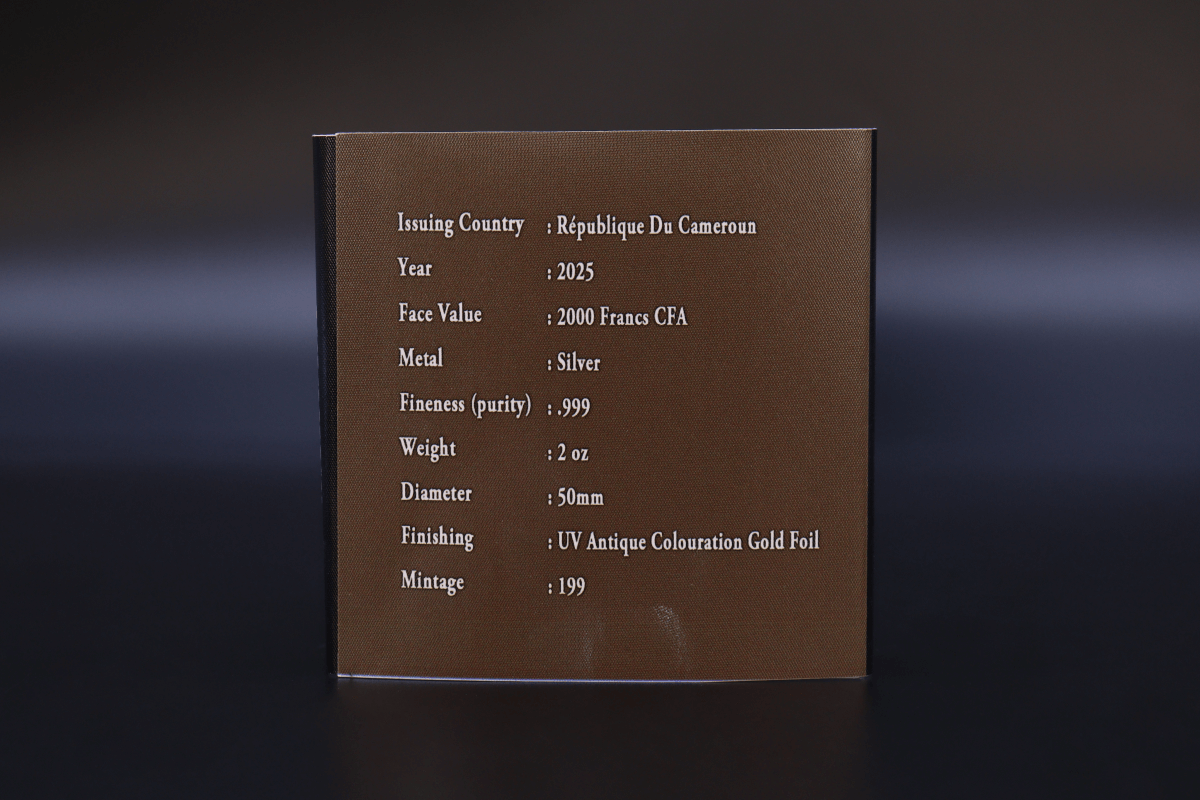 Issuing Country : République Du Cameroun
Year : 2025
Face Value : 2000 Francs CFA
Metal : Silver
Fineness (purity) : .999
Weight : 2 oz
Diameter : 50mm
Finishing : UV Antique Colouration Gold Foil
Mintage : 199